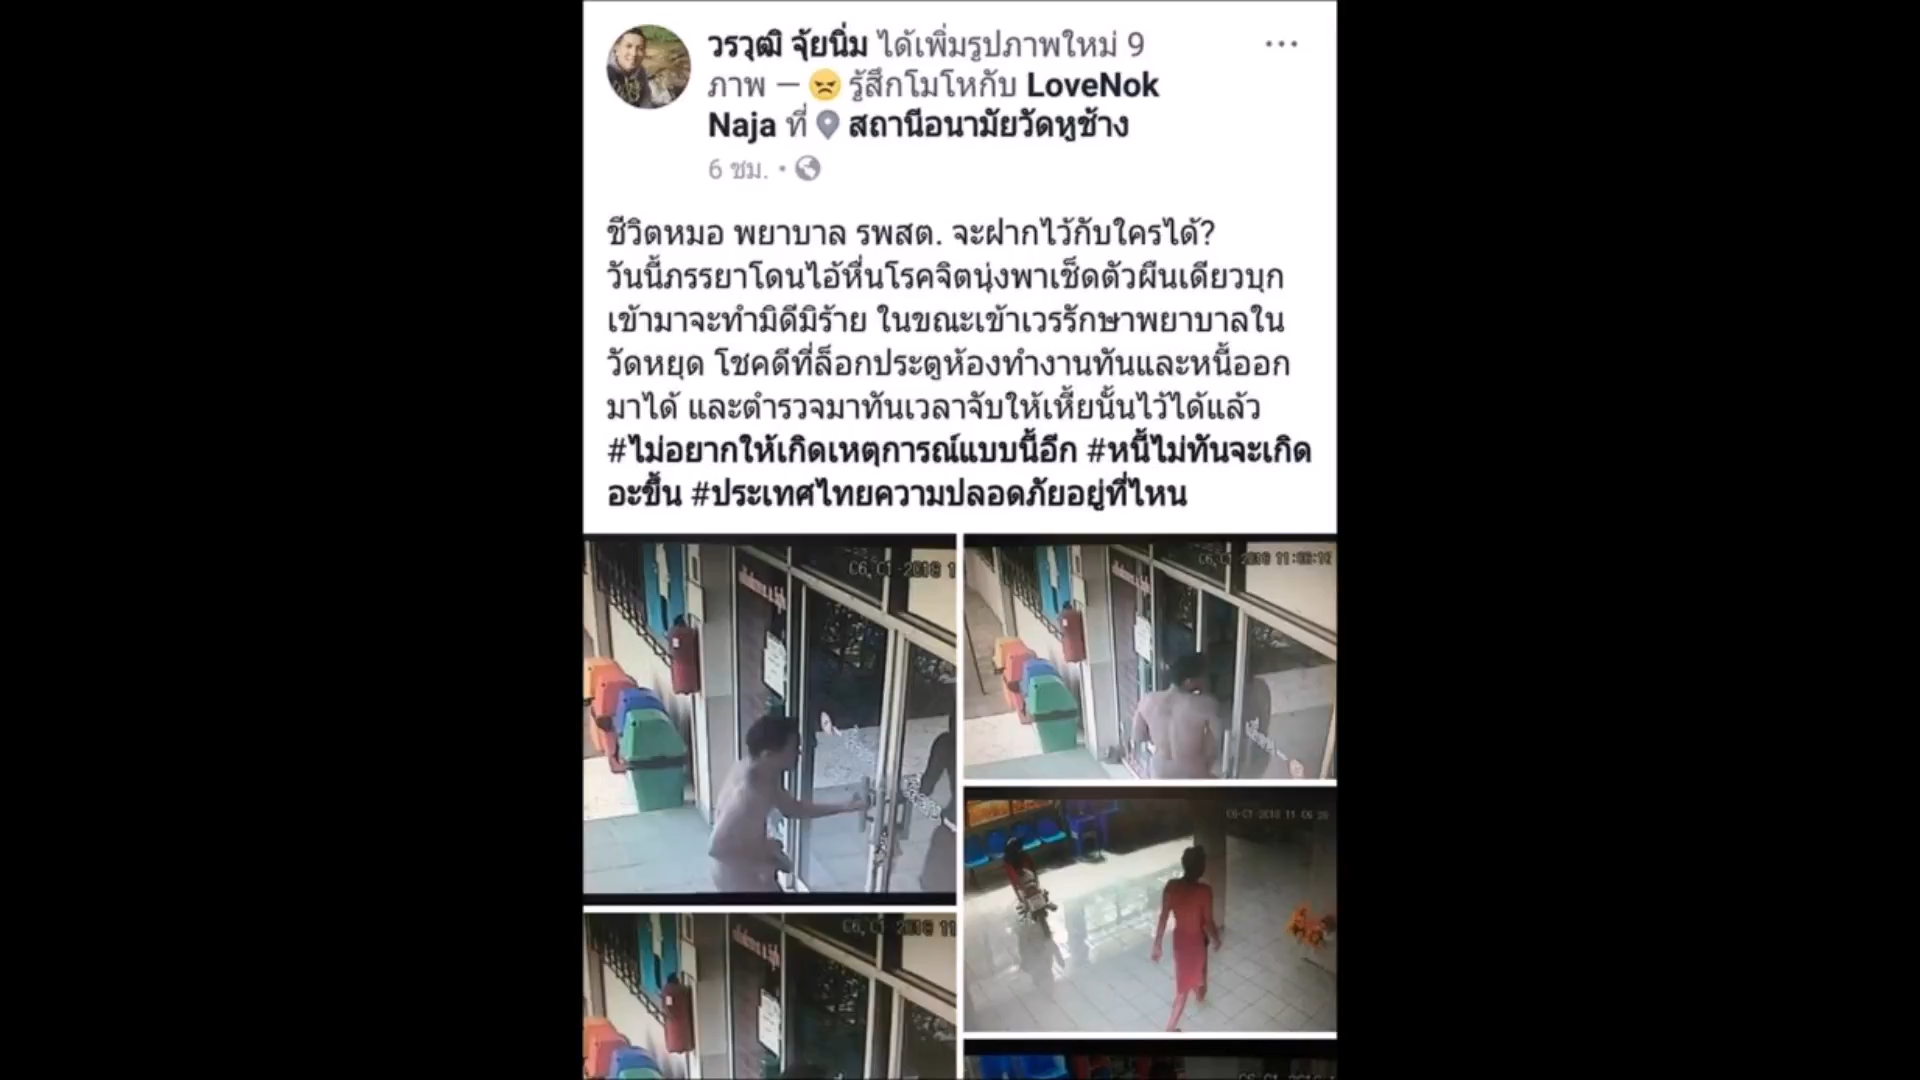 วรวุฒิ จุ้ยนิ่ม ได้เพิ่มรูปภาพใหม่ 9
ภาพ — รู้สึกโมโหกับ LoveNok
Naja ที่ สถานีอนามัยวัดหูช้าง
6 ชม.
ชีวิตหมอ พยาบาล รพสต. จะฝากไว้กับใครได้?
วันนี้ภรรยาโดนไอ้หื่นโรคจิตนุ่งพาเช็ดตัวผืนเดียวบุก
เข้ามาจะทำมิดีมิร้าย ในขณะเข้าเวรรักษาพยาบาลใน
วัดหยุด โชคดีที่ล็อกประตูห้องทำงานทันและหนี้ออก
มาได้ และตำรวจมาทันเวลาจับให้เหี้ยนั้นไว้ได้แล้ว
#ไม่อยากให้เกิดเหตุการณ์แบบนี้อีก #หนี้ไม่ทันจะเกิด
อะขึ้น #ประเทศไทยความปลอดภัยอยู่ที่ไหน
06-01-2018 11:06:26